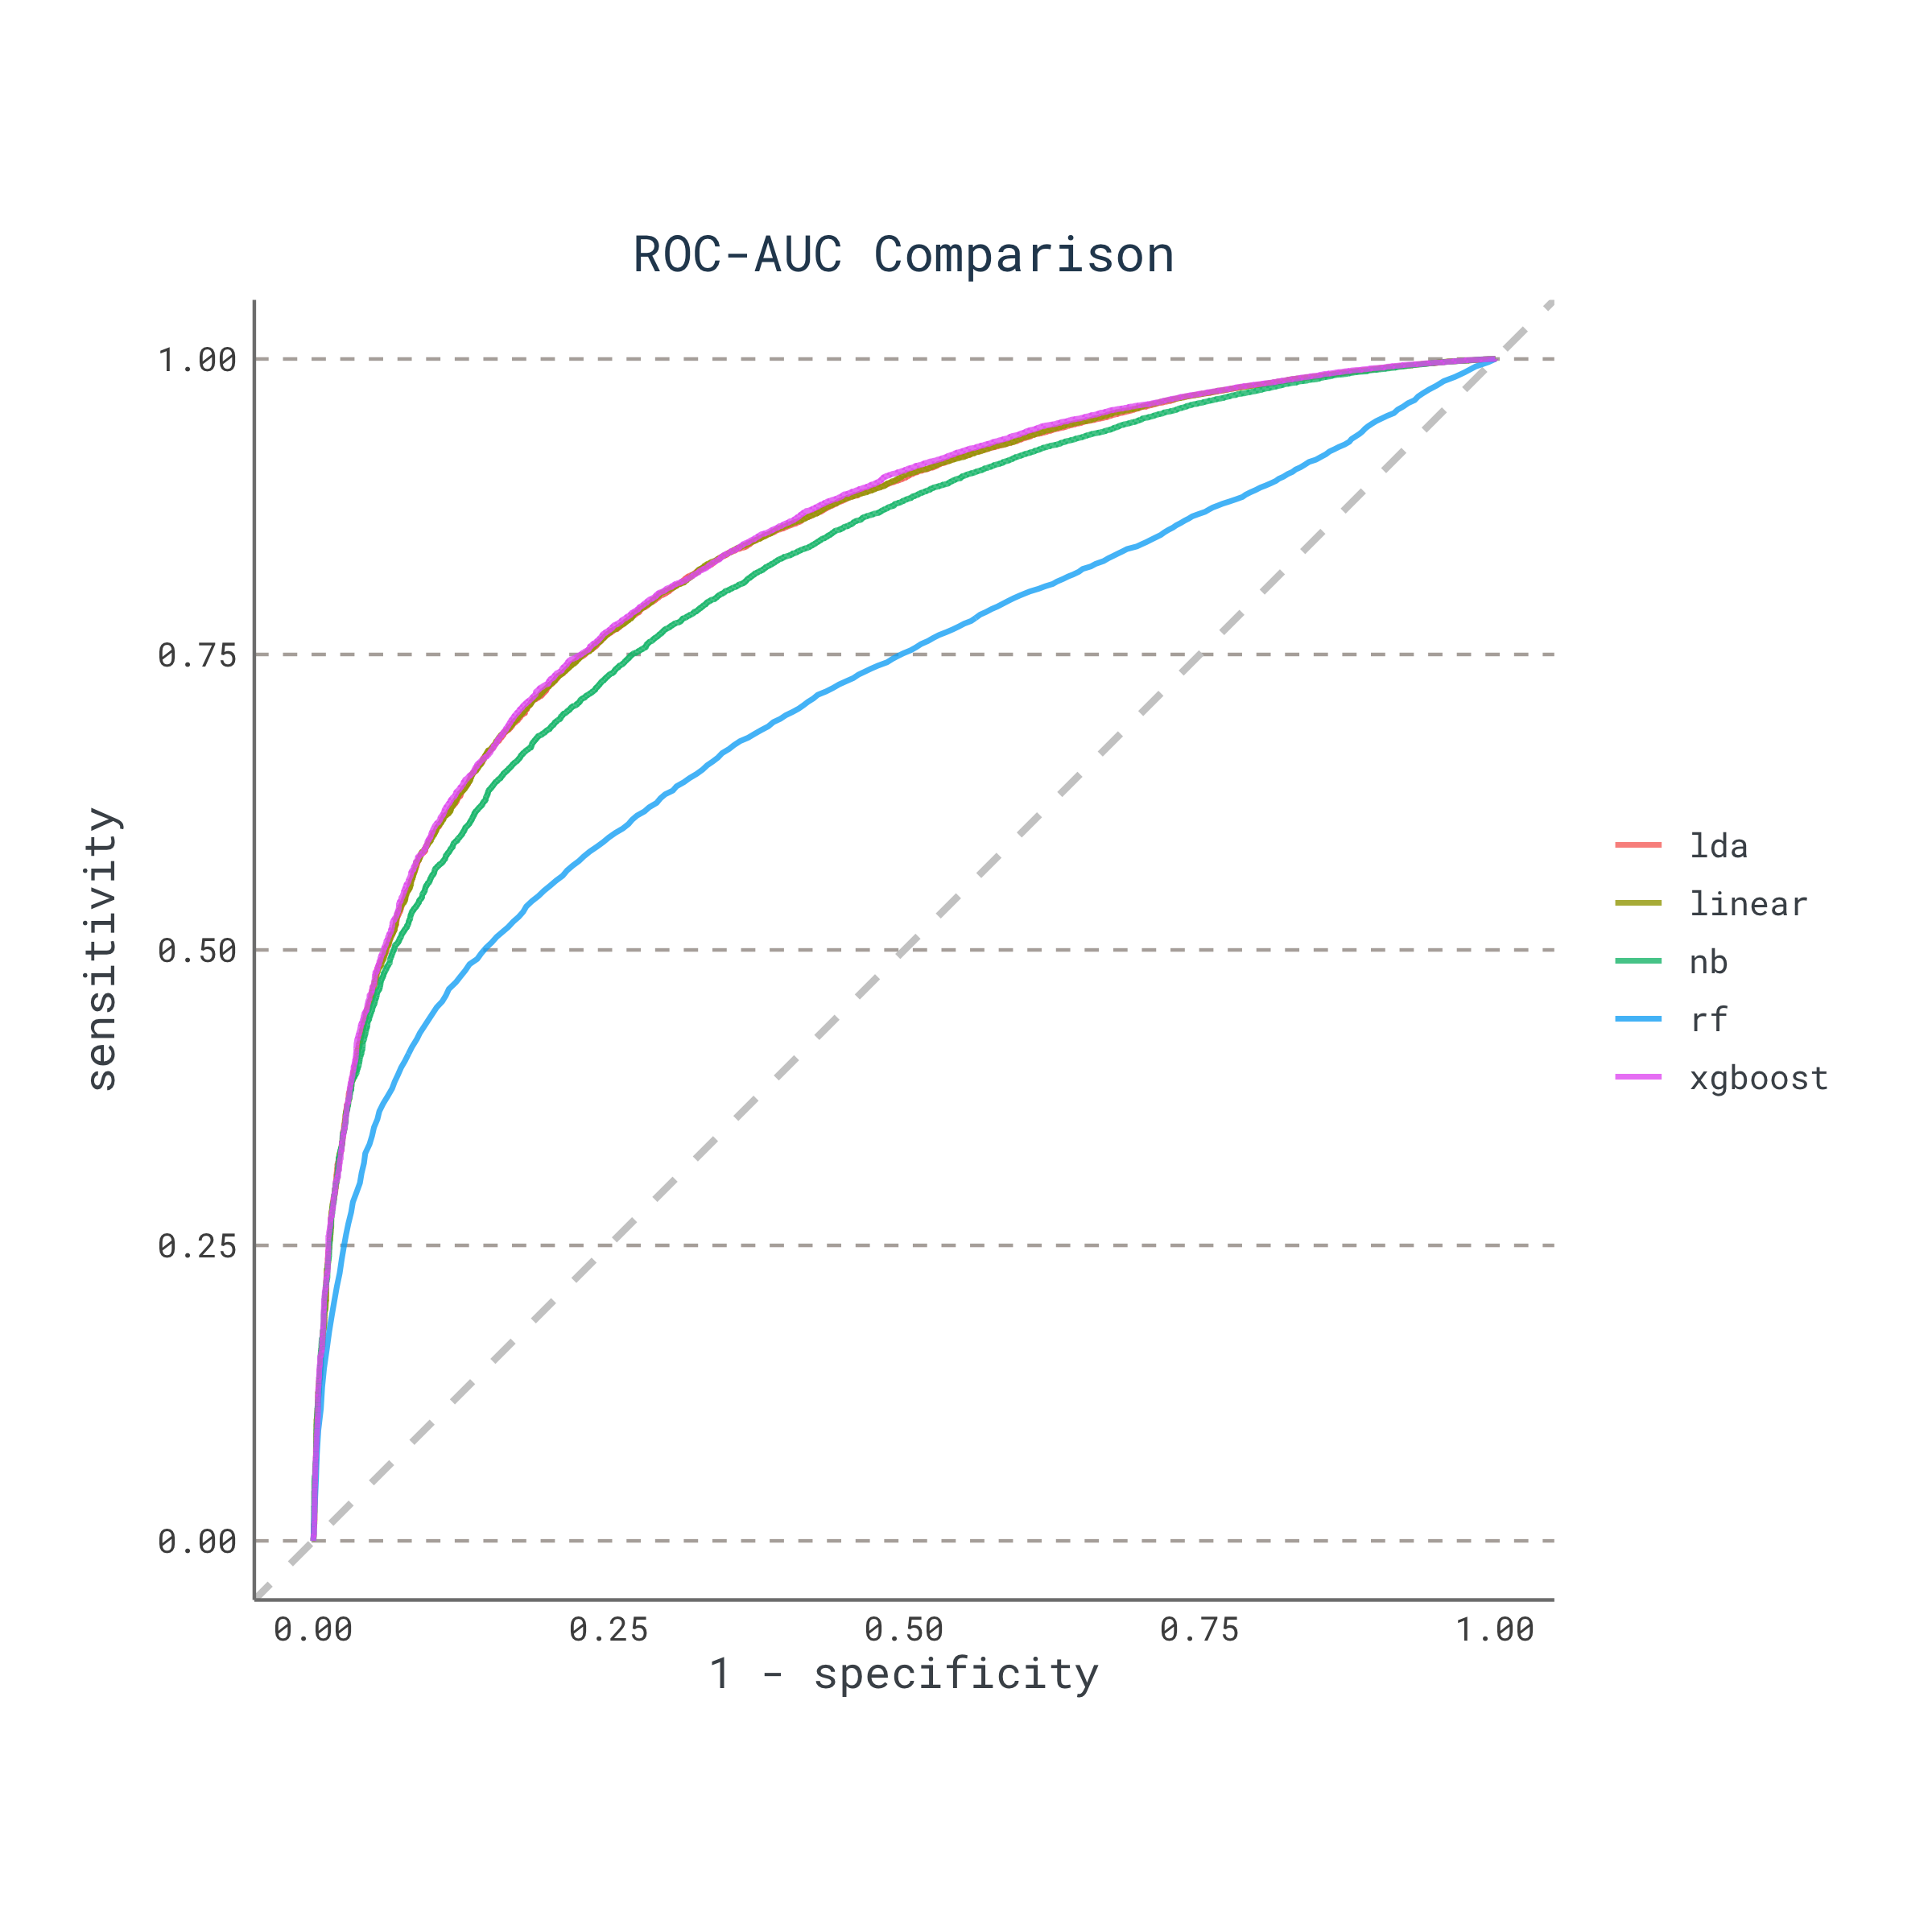 ROC-AUC Comparison
1.00
0.75
0.50
0.25
0.00
sensitivity
0.00 0.25 0.50 0.75 1.00
1 - specificity
lda
linear
nb
rf
xgboost